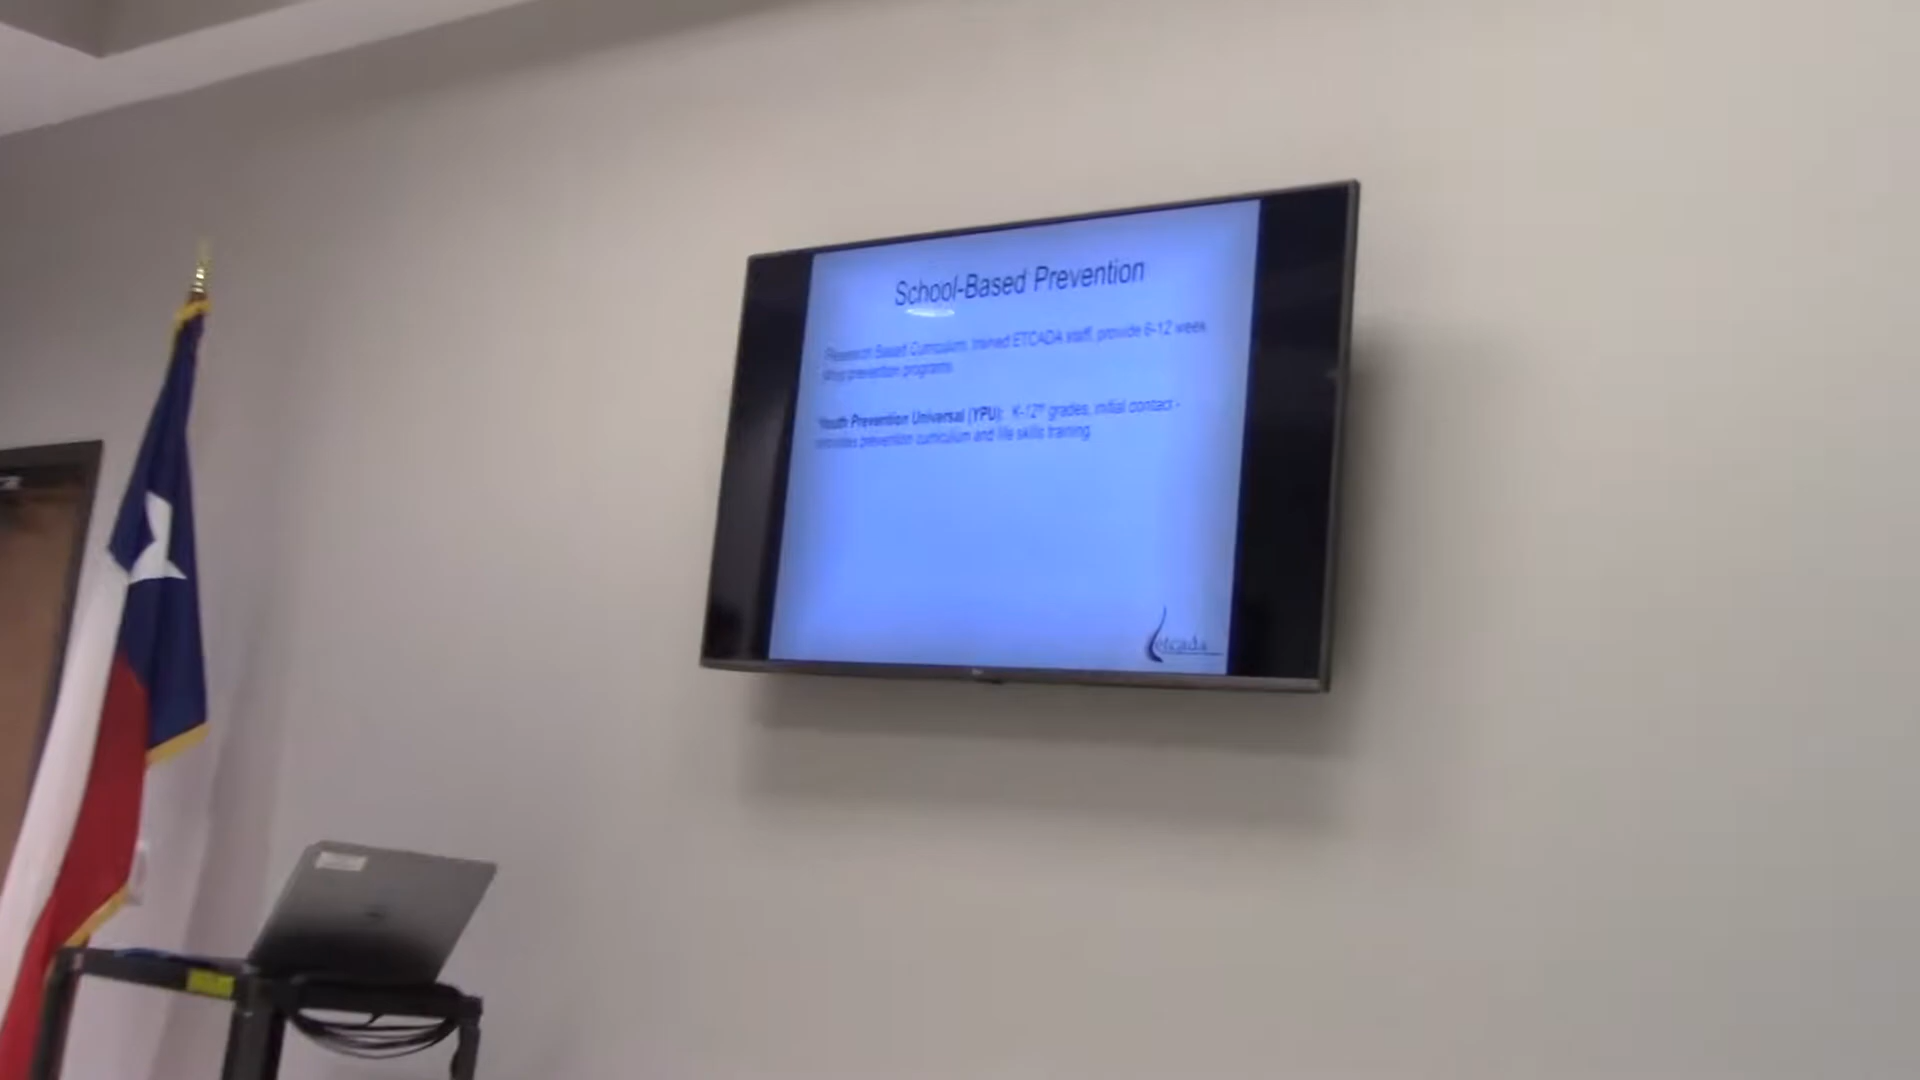 School-Based Prevention
Research Based Curriculum, trained ETCADA staff, provide 6-12 week
prevention programs
Youth Prevention Universal (YPU): K-12th grades, initial contact -
provides prevention curriculum and life skills training
etcada